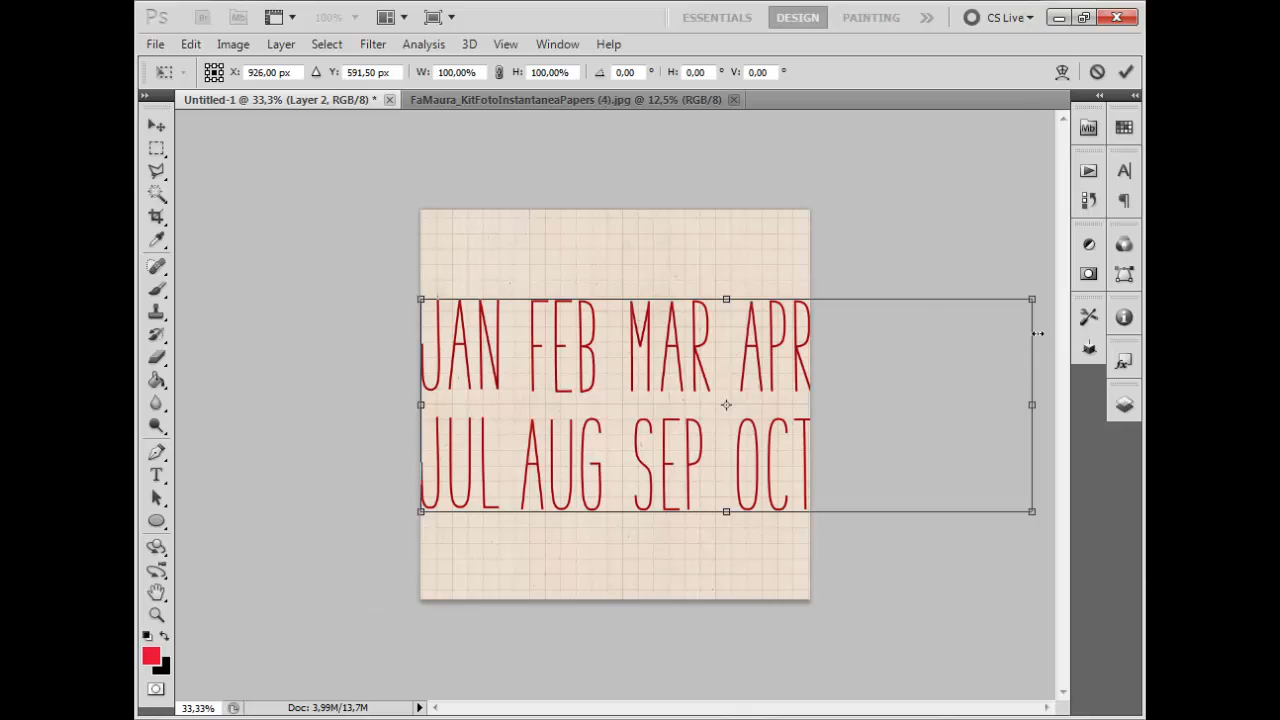 Ps Br Mb 100% ESSENTIALS DESIGN PAINTING CS Live
File Edit Image Layer Select Filter Analysis 3D View Window Help
X: 926,00 px Y: 591,50 px W: 100,00% H: 100,00% 0,00 ° H: 0,00 ° V: 0,00 °
Untitled-1 @ 33,3% (Layer 2, RGB/8) * FaMaura_KitFotoInstantaneaPapers (4).jpg @ 12,5% (RGB/8)
JAN FEB MAR APR
JUL AUG SEP OCT
33,33% Doc: 3,99M/13,7M